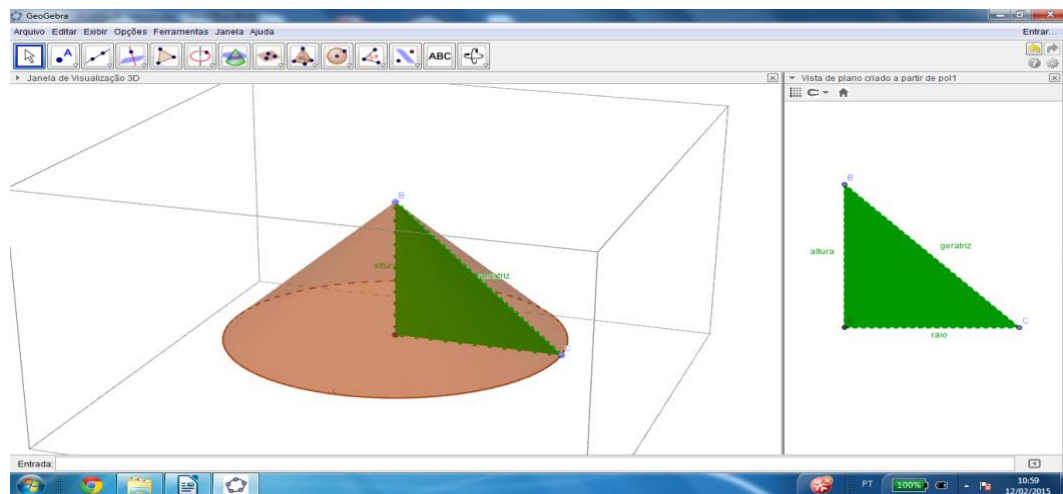 GeoGebra
Arquivo Editar Exibir Opções Ferramentas Janela Ajuda
Entrar...
A
ABC
Janela de Visualização 3D
Vista de plano criado a partir de pol1
B
altura
geratriz
B
altura
geratriz
C
raio
Entrada:
PT
100%
10:59
12/02/2015